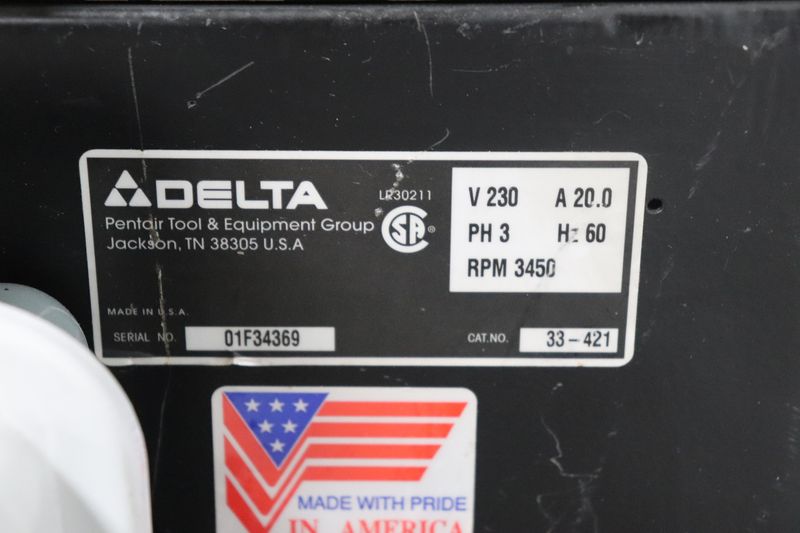 DELTA
Pentair Tool & Equipment Group
Jackson, TN 38305 U.S.A
LR30211
SA®
V 230 A 20.0
PH 3 Hz 60
RPM 3450
MADE IN U.S.A.
SERIAL NO. 01F34369
CAT.NO. 33-421
MADE WITH PRIDE
IN AMERICA